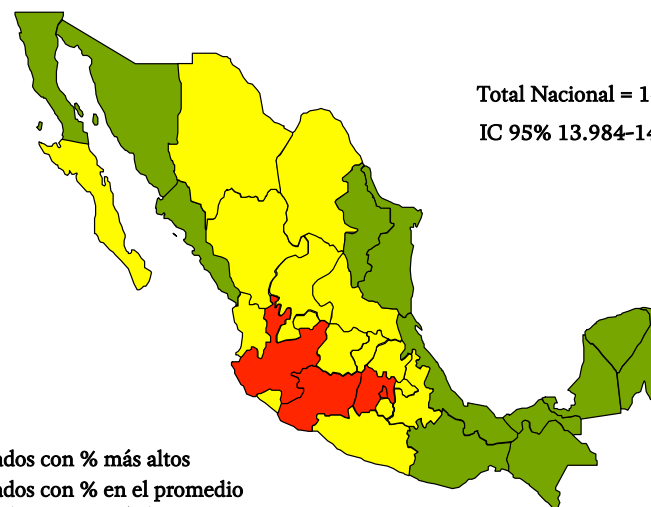 Total Nacional = 1
IC 95% 13.984-14
ados con % más altos
ados con % en el promedio